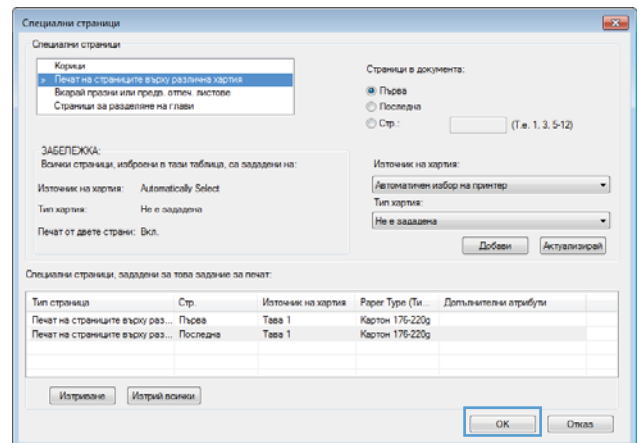 Специални страници
Специални страници
Корици
» Печат на страниците върху различна хартия
Вкарай празни или предв. отпеч. листове
Страници за разделяне на глави
Страници в документа:
Първа
Последна
Стр.: (Т.е. 1, 3, 5-12)
ЗАБЕЛЕЖКА:
Всички страници, изброени в тази таблица, са зададени на:
Източник на хартия: Automatically Select
Тип хартия: Не е зададена
Печат от двете страни: Вкл.
Източник на хартия:
Автоматичен избор на принтер
Тип хартия:
Не е зададена
Добави Актуализирай
Специални страници, зададени за това задание за печат:
Тип страница Стр. Източник на хартия Paper Type (Ти... Допълнителни атрибути
Печат на страниците върху раз... Първа Тава 1 Картон 176-220g
Печат на страниците върху раз... Последна Тава 1 Картон 176-220g
Изтриване Изтрий всички
OK Отказ